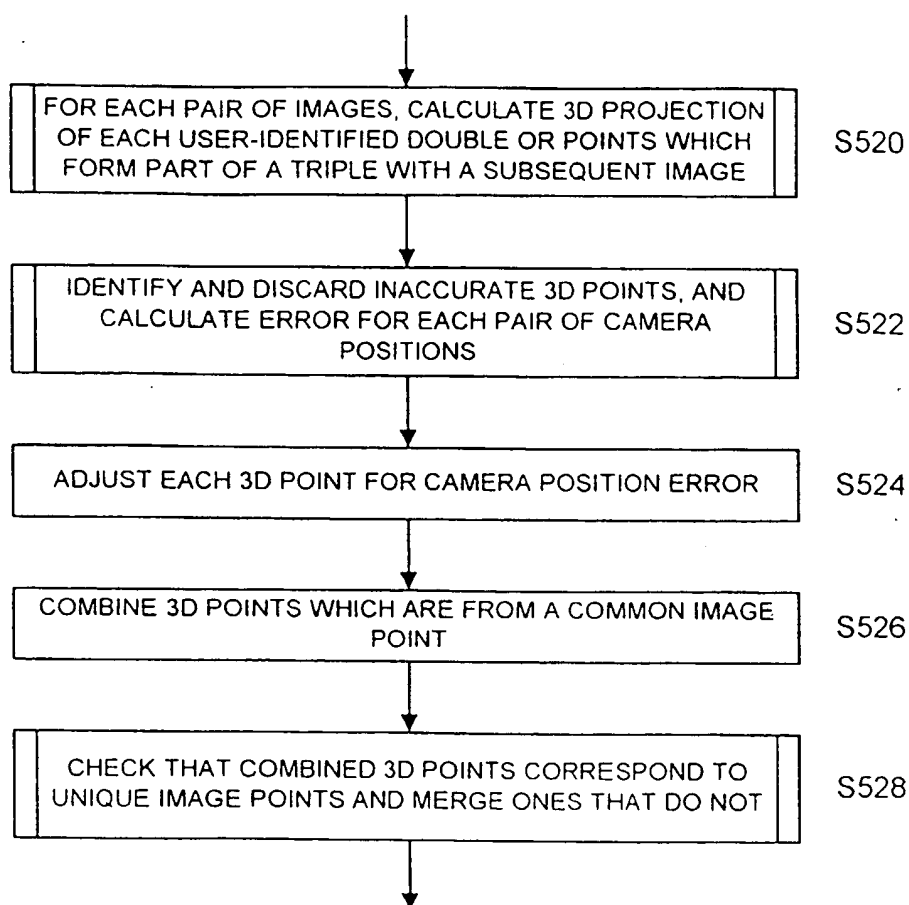 FOR EACH PAIR OF IMAGES, CALCULATE 3D PROJECTION
OF EACH USER-IDENTIFIED DOUBLE OR POINTS WHICH
FORM PART OF A TRIPLE WITH A SUBSEQUENT IMAGE
S520
IDENTIFY AND DISCARD INACCURATE 3D POINTS, AND
CALCULATE ERROR FOR EACH PAIR OF CAMERA
POSITIONS
S522
ADJUST EACH 3D POINT FOR CAMERA POSITION ERROR
S524
COMBINE 3D POINTS WHICH ARE FROM A COMMON IMAGE
POINT
S526
CHECK THAT COMBINED 3D POINTS CORRESPOND TO
UNIQUE IMAGE POINTS AND MERGE ONES THAT DO NOT
S528